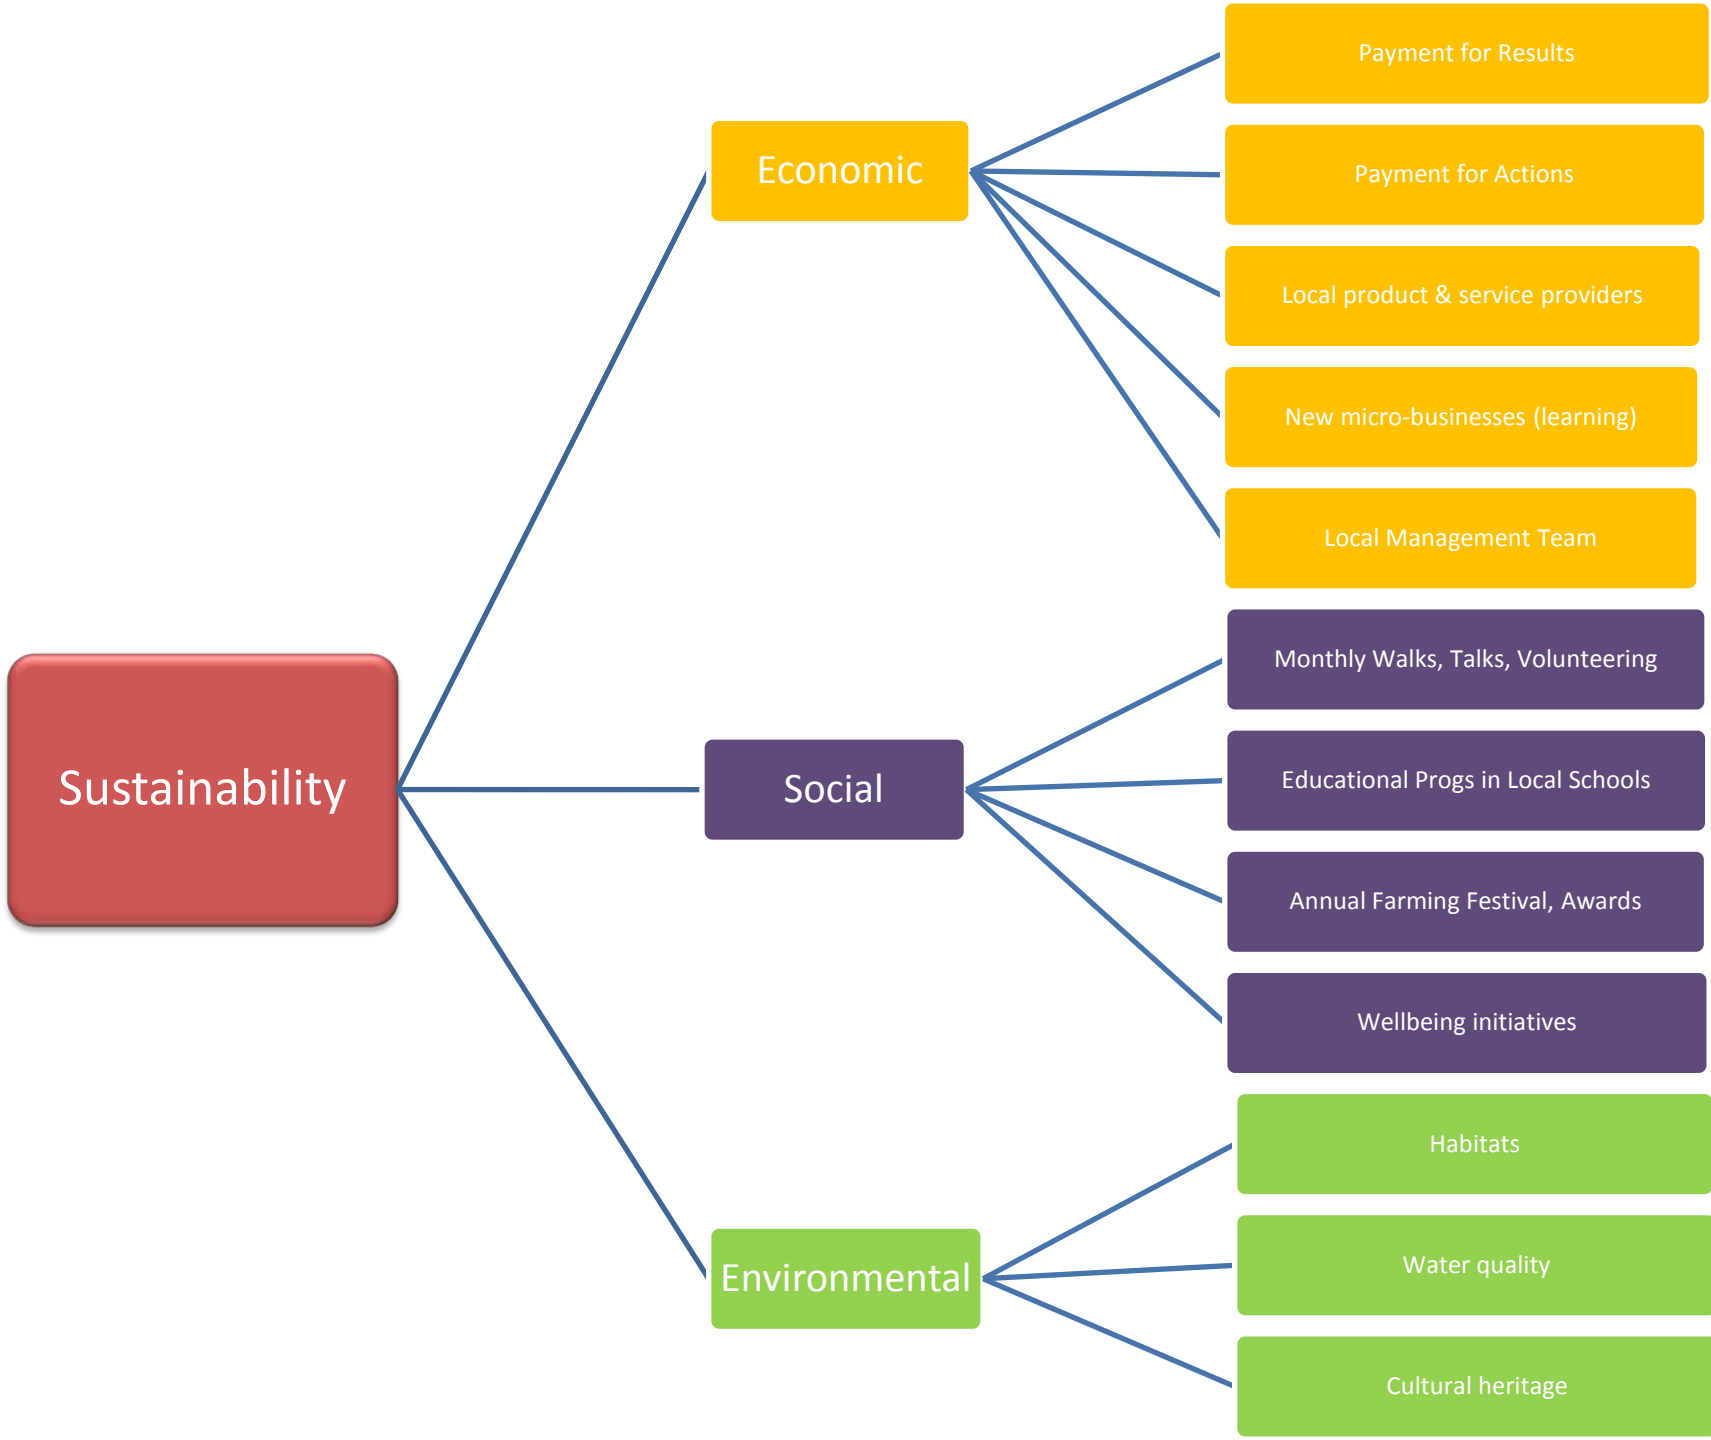 Sustainability
Economic
Payment for Results
Payment for Actions
Local product & service providers
New micro-businesses (learning)
Local Management Team
Social
Monthly Walks, Talks, Volunteering
Educational Progs in Local Schools
Annual Farming Festival, Awards
Wellbeing initiatives
Environmental
Habitats
Water quality
Cultural heritage